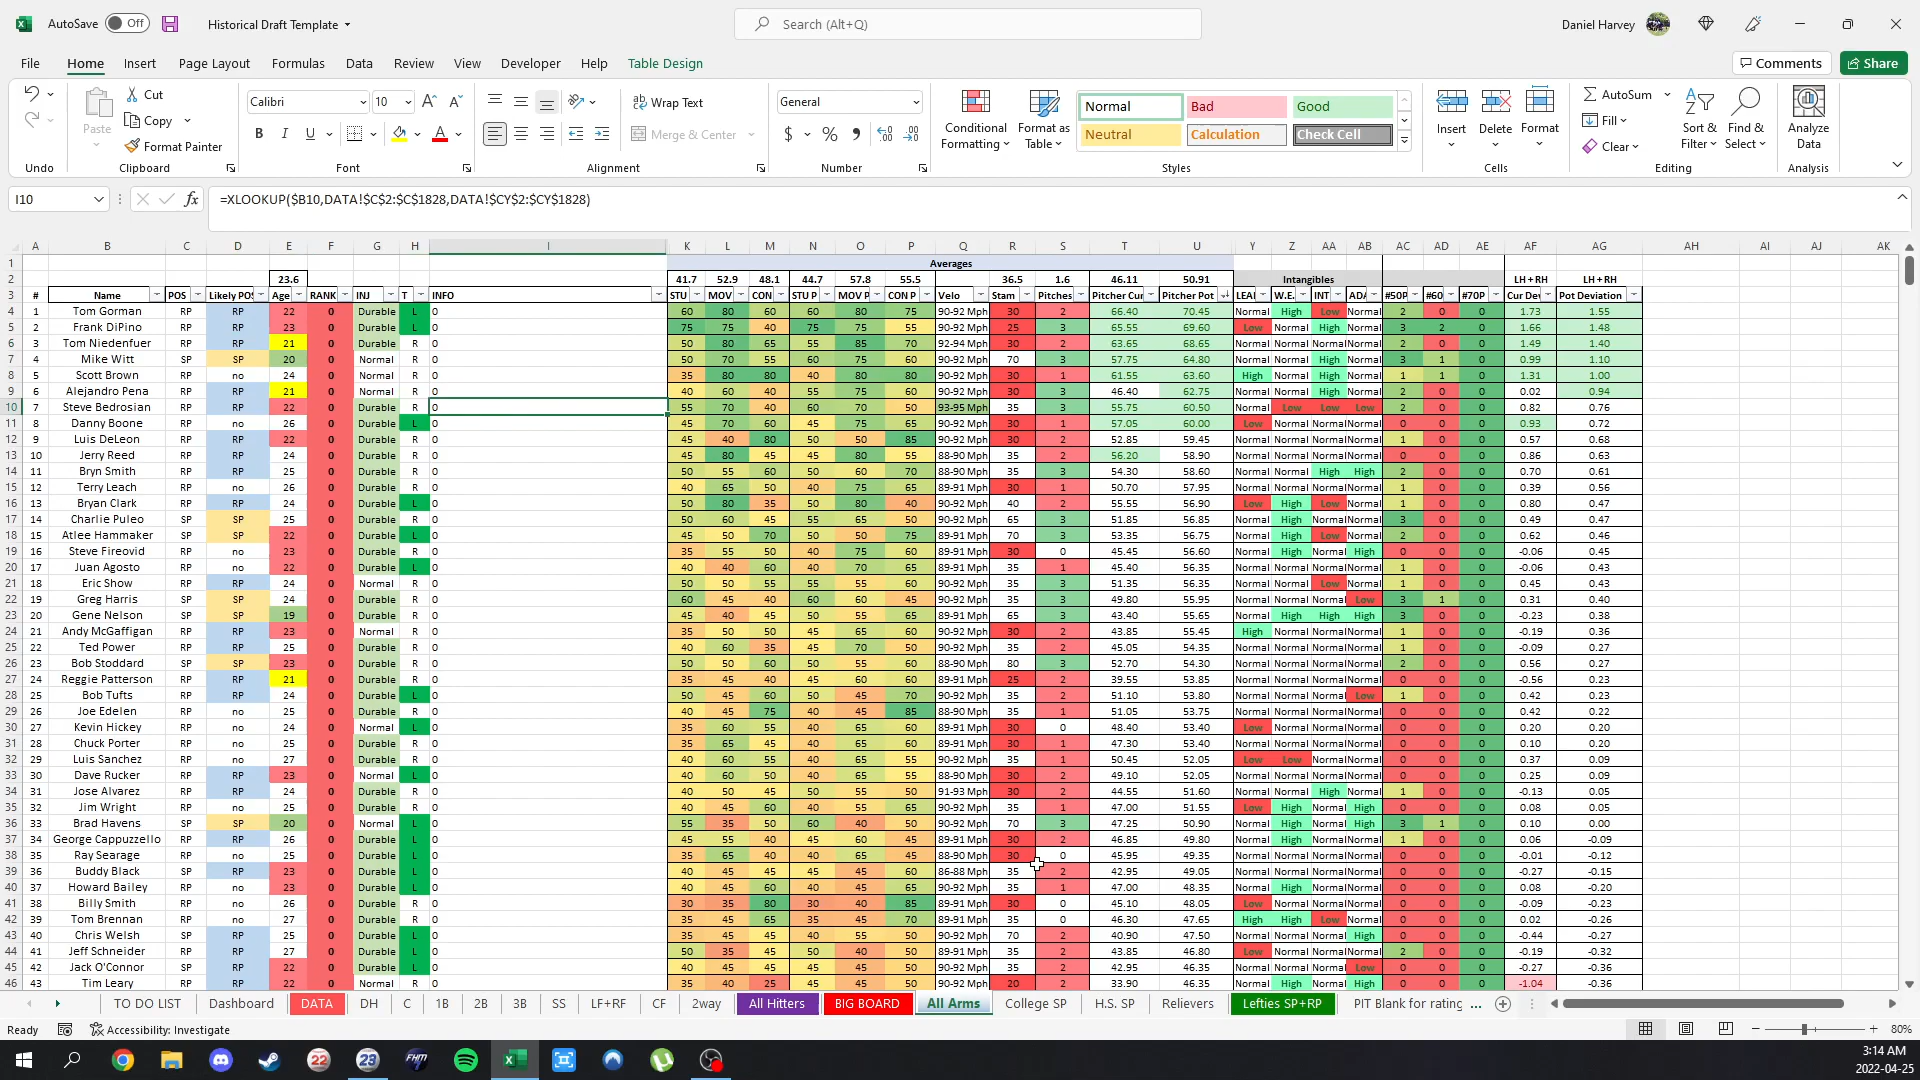 AutoSave Off Historical Draft Template Search (Alt+Q) Daniel Harvey
File Home Insert Page Layout Formulas Data Review View Developer Help Table Design Comments Share
Cut
Copy
Format Painter
Paste
Undo Clipboard
Calibri 10
B I U
Font
Wrap Text
Merge & Center
Alignment
General
$ % 9
Number
Conditional Formatting
Format as Table
Normal Bad Good
Neutral Calculation Check Cell
Styles
Insert Delete Format
Cells
AutoSum
Fill
Clear
Sort & Filter
Find & Select
Editing
Analyze Data
Analysis
I10 fx =XLOOKUP($B10,DATA!$C$2:$C$1828,DATA!$CY$2:$CY$1828)
A B C D E F G H I K L M N O P Q R S T U Y Z AA AB AC AD AE AF AG AH AI AJ AK
1 Averages
2 23.6 41.7 52.9 48.1 44.7 57.8 55.5 36.5 1.6 46.11 50.91 Intangibles LH+RH LH+RH
3 # Name POS Likely POS Age RANK INJ T INFO STU MOV CON STU P MOV P CON P Velo Stam Pitches Pitcher Cur Pitcher Pot LEAI W.E. INT ADA #50P #60 #70P Cur De Pot Deviation
4 1 Tom Gorman RP RP 22 0 Durable L 0 60 80 60 60 80 75 90-92 Mph 30 2 66.40 70.45 Normal High Low Normal 2 0 0 1.73 1.55
5 2 Frank DiPino RP RP 23 0 Durable L 0 75 75 40 75 75 55 90-92 Mph 25 3 65.55 69.60 Low Normal High Normal 3 2 0 1.66 1.48
6 3 Tom Niedenfuer RP RP 21 0 Durable R 0 50 80 65 55 85 70 92-94 Mph 30 2 63.65 68.65 Normal Normal Normal Normal 2 0 0 1.49 1.40
7 4 Mike Witt SP SP 20 0 Normal R 0 50 70 55 60 75 60 90-92 Mph 70 3 57.75 64.80 Normal Normal High Normal 3 1 0 0.99 1.10
8 5 Scott Brown RP no 24 0 Normal R 0 35 80 80 40 80 80 90-92 Mph 30 1 61.55 63.60 High Normal High Normal 1 1 0 1.31 1.00
9 6 Alejandro Pena RP RP 21 0 Normal R 0 40 60 40 55 75 60 90-92 Mph 30 3 46.40 62.75 Normal Normal High Normal 2 0 0 0.02 0.94
10 7 Steve Bedrosian RP RP 22 0 Durable R 0 55 70 40 60 70 50 93-95 Mph 35 3 55.75 60.50 Normal Low Low Low 2 0 0 0.82 0.76
11 8 Danny Boone RP no 26 0 Durable L 0 45 70 60 45 75 65 90-92 Mph 30 1 57.05 60.00 Low Normal Normal Normal 1 0 0 0.93 0.72
12 9 Luis DeLeon RP RP 22 0 Durable R 0 45 40 80 50 50 85 90-92 Mph 30 2 52.85 59.45 Normal Normal Normal Normal 1 0 0 0.57 0.68
13 10 Jerry Reed RP RP 24 0 Durable R 0 45 80 45 45 80 55 88-90 Mph 35 2 56.20 58.90 Normal Normal Normal Normal 0 0 0 0.86 0.63
14 11 Bryn Smith RP RP 25 0 Durable R 0 50 55 60 50 60 70 88-90 Mph 35 3 54.30 58.60 Normal Normal High High 2 0 0 0.70 0.61
15 12 Terry Leach RP no 26 0 Durable R 0 40 65 50 45 75 65 89-91 Mph 30 1 50.70 57.95 Normal Normal Normal Normal 1 0 0 0.39 0.56
16 13 Bryan Clark RP RP 24 0 Durable L 0 50 80 35 50 80 40 90-92 Mph 40 2 55.55 56.90 Low High Low Normal 1 0 0 0.80 0.47
17 14 Charlie Puleo SP SP 25 0 Durable R 0 50 60 45 55 65 50 90-92 Mph 65 3 51.85 56.85 Normal High Normal Normal 3 0 0 0.49 0.47
18 15 Atlee Hammaker SP SP 22 0 Durable L 0 45 50 70 50 50 75 89-91 Mph 70 3 53.35 56.75 Normal High Low Normal 2 0 0 0.62 0.46
19 16 Steve Fireovid SP no 23 0 Durable R 0 35 55 40 40 75 60 89-91 Mph 30 0 45.45 56.60 Normal High Normal High 0 0 0 -0.06 0.45
20 17 Juan Agosto RP no 22 0 Durable L 0 40 40 60 40 70 65 89-91 Mph 35 2 45.40 56.35 Normal Normal Normal Normal 1 0 0 -0.06 0.43
21 18 Eric Show RP RP 24 0 Normal R 0 50 50 55 55 55 60 90-92 Mph 35 3 51.35 56.35 Normal Normal Low Normal 1 0 0 0.45 0.43
22 19 Greg Harris SP SP 24 0 Durable R 0 60 45 40 60 60 45 90-92 Mph 65 3 49.80 55.95 Normal Normal Normal Low 3 1 0 0.31 0.40
23 20 Gene Nelson SP SP 19 0 Durable R 0 45 40 45 55 60 55 89-91 Mph 65 3 43.40 55.65 Normal High High High 3 0 0 -0.23 0.38
24 21 Andy McGaffigan RP RP 23 0 Normal R 0 35 50 50 45 65 60 90-92 Mph 30 2 43.85 55.45 High Normal Normal Normal 1 0 0 -0.19 0.36
25 22 Ted Power RP RP 25 0 Durable R 0 40 60 35 45 70 50 90-92 Mph 35 2 45.05 54.35 Normal Normal Normal Normal 1 0 0 -0.09 0.27
26 23 Bob Stoddard RP SP 23 0 Durable R 0 50 50 60 55 55 60 88-90 Mph 80 3 52.70 54.30 Normal Normal Normal Normal 2 0 0 0.56 0.27
27 24 Reggie Patterson RP RP 21 0 Durable R 0 35 45 40 45 60 60 89-91 Mph 25 2 39.55 53.85 Normal Normal Normal Normal 0 0 0 -0.56 0.23
28 25 Bob Tufts RP RP 24 0 Durable L 0 50 45 60 50 45 70 90-92 Mph 35 2 51.10 53.80 Normal Normal Normal Low 1 0 0 0.42 0.23
29 26 Joe Edelen RP no 25 0 Durable R 0 40 45 75 40 45 85 88-90 Mph 35 1 51.05 53.75 Normal Normal Normal Normal 0 0 0 0.42 0.22
30 27 Kevin Hickey RP no 24 0 Normal L 0 35 60 55 40 65 60 89-91 Mph 30 0 48.40 53.40 Low Normal Normal Normal 0 0 0 0.20 0.20
31 28 Chuck Porter RP no 25 0 Durable R 0 35 65 45 40 75 60 89-91 Mph 30 1 47.30 53.40 Normal Normal Normal Normal 0 0 0 0.10 0.20
32 29 Luis Sanchez RP no 27 0 Durable R 0 40 65 45 40 65 55 90-92 Mph 35 1 50.45 52.05 Low Low Normal Normal 0 0 0 0.37 0.09
33 30 Dave Rucker RP RP 23 0 Normal L 0 40 60 50 40 65 55 88-90 Mph 30 2 49.10 52.05 Normal Normal Normal Normal 0 0 0 0.25 0.09
34 31 Jose Alvarez RP RP 24 0 Durable R 0 40 50 45 50 55 55 91-93 Mph 30 2 44.55 51.60 Normal Normal High Normal 1 0 0 -0.13 0.05
35 32 Jim Wright RP no 25 0 Durable R 0 40 45 60 40 55 65 90-92 Mph 35 1 47.00 51.55 Low High Normal High 0 0 0 0.08 0.05
36 33 Brad Havens SP SP 20 0 Normal L 0 55 35 50 60 40 50 90-92 Mph 70 3 47.25 50.90 Normal High Normal High 3 1 0 0.10 0.00
37 34 George Cappuzzello RP RP 26 0 Durable L 0 40 55 45 45 60 45 89-91 Mph 30 2 46.85 49.80 Normal High Normal Normal 1 0 0 0.06 -0.09
38 35 Ray Searage RP no 25 0 Durable L 0 35 65 40 40 65 45 88-90 Mph 30 0 45.95 49.35 Normal Normal Normal Normal 0 0 0 -0.01 -0.12
39 36 Buddy Black RP RP 23 0 Durable L 0 40 45 45 45 45 60 86-88 Mph 35 2 42.95 49.05 Normal Normal Normal Normal 0 0 0 -0.27 -0.15
40 37 Howard Bailey RP no 23 0 Durable L 0 40 45 60 40 45 65 90-92 Mph 35 1 47.00 48.35 Normal High Normal Normal 0 0 0 0.08 -0.20
41 38 Billy Smith RP no 26 0 Durable R 0 30 35 80 30 40 85 89-91 Mph 30 0 45.10 48.05 Low Normal Normal Normal 0 0 0 -0.09 -0.23
42 39 Tom Brennan RP no 27 0 Durable R 0 35 45 65 35 45 70 89-91 Mph 35 0 46.30 47.65 High High Low Normal 0 0 0 0.02 -0.26
43 40 Chris Welsh SP RP 25 0 Durable L 0 35 45 45 40 55 50 90-92 Mph 70 2 40.90 47.50 Normal Normal Normal High 0 0 0 -0.44 -0.27
44 41 Jeff Schneider RP RP 27 0 Durable L 0 50 35 45 50 40 50 89-91 Mph 35 2 43.85 46.80 Low Normal Normal Normal 2 0 0 -0.19 -0.32
45 42 Jack O'Connor SP RP 22 0 Durable L 0 40 45 45 45 45 50 90-92 Mph 35 2 42.95 46.35 Normal Normal Normal Low 0 0 0 -0.27 -0.36
46 43 Tim Leary RP RP 23 0 Normal R 0 35 40 25 45 55 50 90-92 Mph 20 2 33.90 46.35 Normal High Normal High 0 0 0 -1.04 -0.36
TO DO LIST Dashboard DATA DH C 1B 2B 3B SS LF+RF CF 2way All Hitters BIG BOARD All Arms College SP H.S. SP Relievers Lefties SP+RP PIT Blank for rating ...
Ready Accessibility: Investigate 80%
22 23 FHM
3:14 AM
2022-04-25